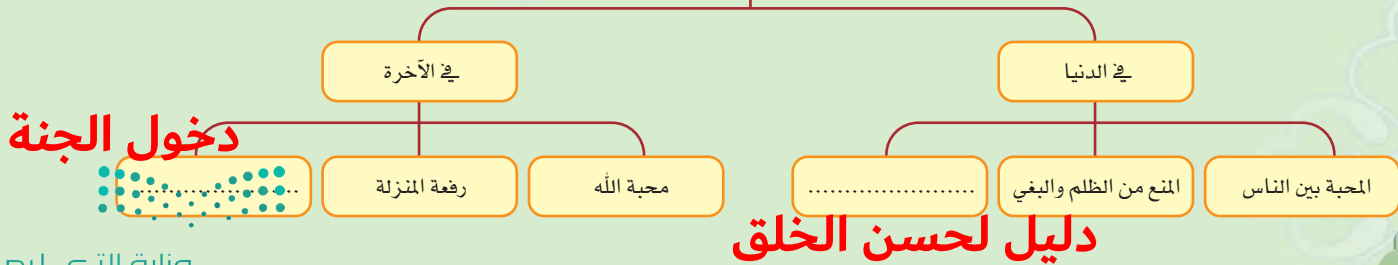 في الدنيا
في الآخرة
دخول الجنة
المحبة بين الناس
المنع من الظلم والبغي
.......................
محبة الله
رفعة المنزلة
.......................
دليل لحسن الخلق